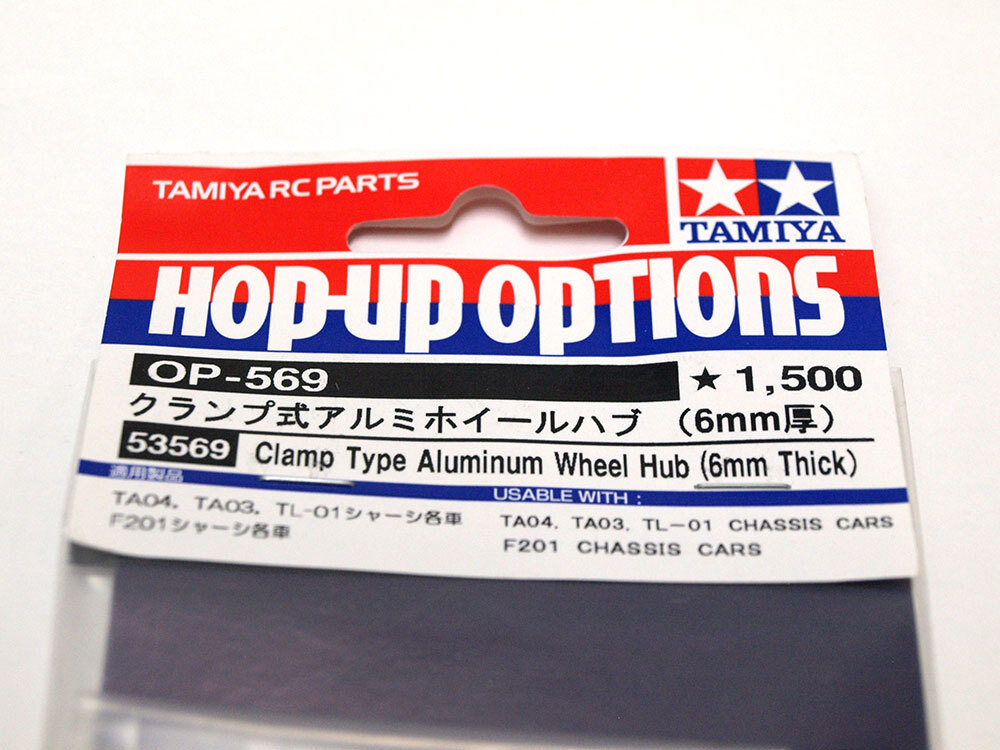 TAMIYA RC PARTS
TAMIYA
HOP-UP OPTIONS
OP-569 ★ 1,500
クランプ式アルミホイールハブ (6mm厚)
53569 Clamp Type Aluminum Wheel Hub (6mm Thick)
適用製品
TA04, TA03, TL-01シャーシ各車
F201シャーシ各車
USABLE WITH :
TA04, TA03, TL-01 CHASSIS CARS
F201 CHASSIS CARS